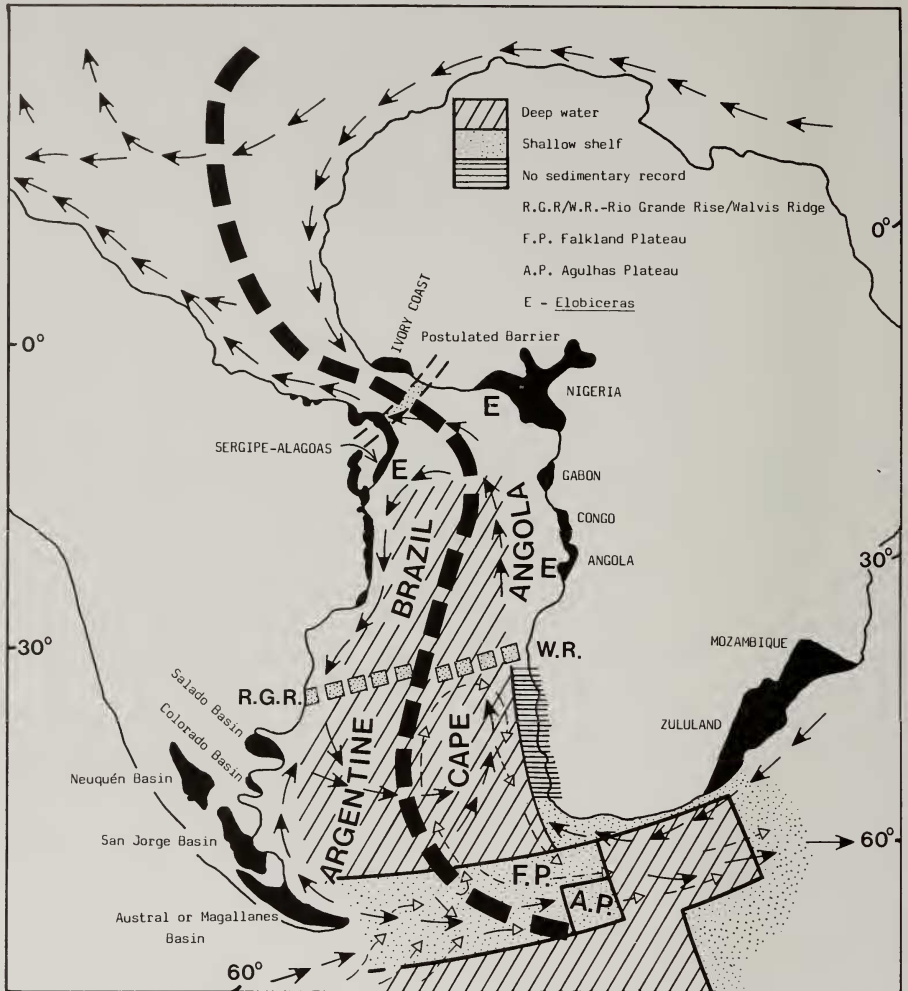 Deep water
Shallow shelf
No sedimentary record
R.G.R/W.R.-Rio Grande Rise/Walvis Ridge
F.P. Falkland Plateau
A.P. Agulhas Plateau
E - Elobiceras
0°
0°
IVORY COAST
Postulated Barrier
E
NIGERIA
SERGIPE-ALAGOAS
E
GABON
CONGO
BRAZIL
ANGOLA
E
ANGOLA
30°
30°
MOZAMBIQUE
W.R.
R.G.R.
Salado Basin
Colorado Basin
ZULULAND
Neuquén Basin
ARGENTINE
CAPE
San Jorge Basin
60°
F.P.
A.P.
Austral or Magallanes
Basin
60°